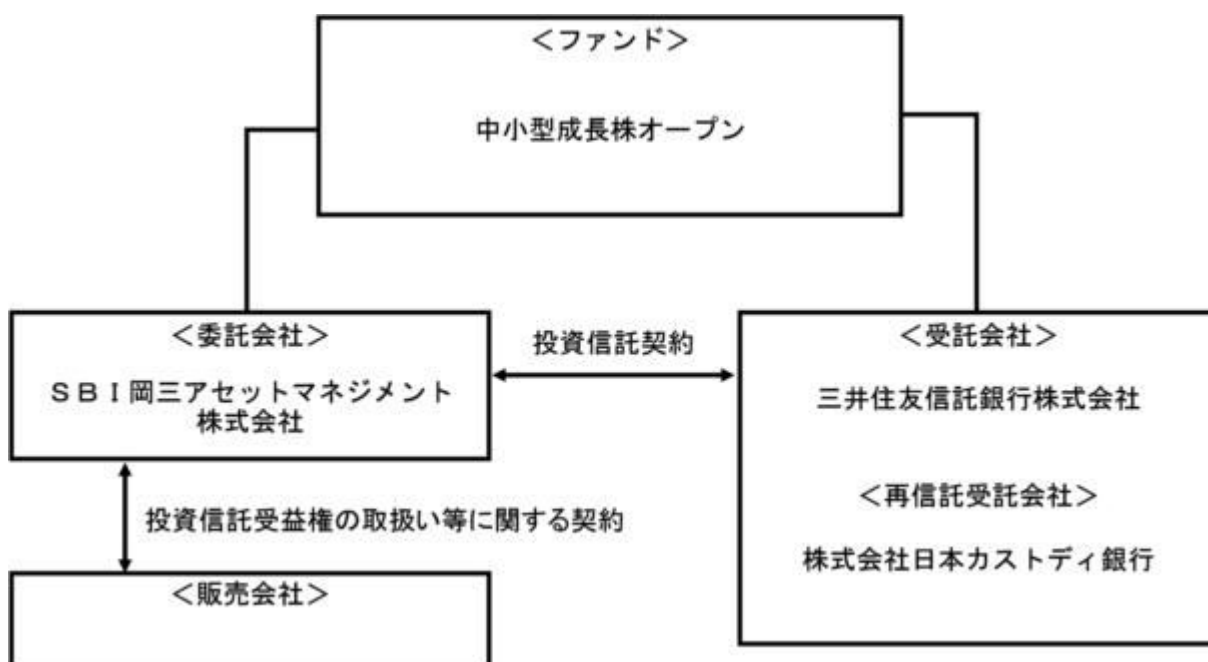 ＜ファンド＞
中小型成長株オープン
＜委託会社＞
ＳＢＩ岡三アセットマネジメント
株式会社
投資信託契約
＜受託会社＞
三井住友信託銀行株式会社
＜再信託受託会社＞
株式会社日本カストディ銀行
投資信託受益権の取扱い等に関する契約
＜販売会社＞